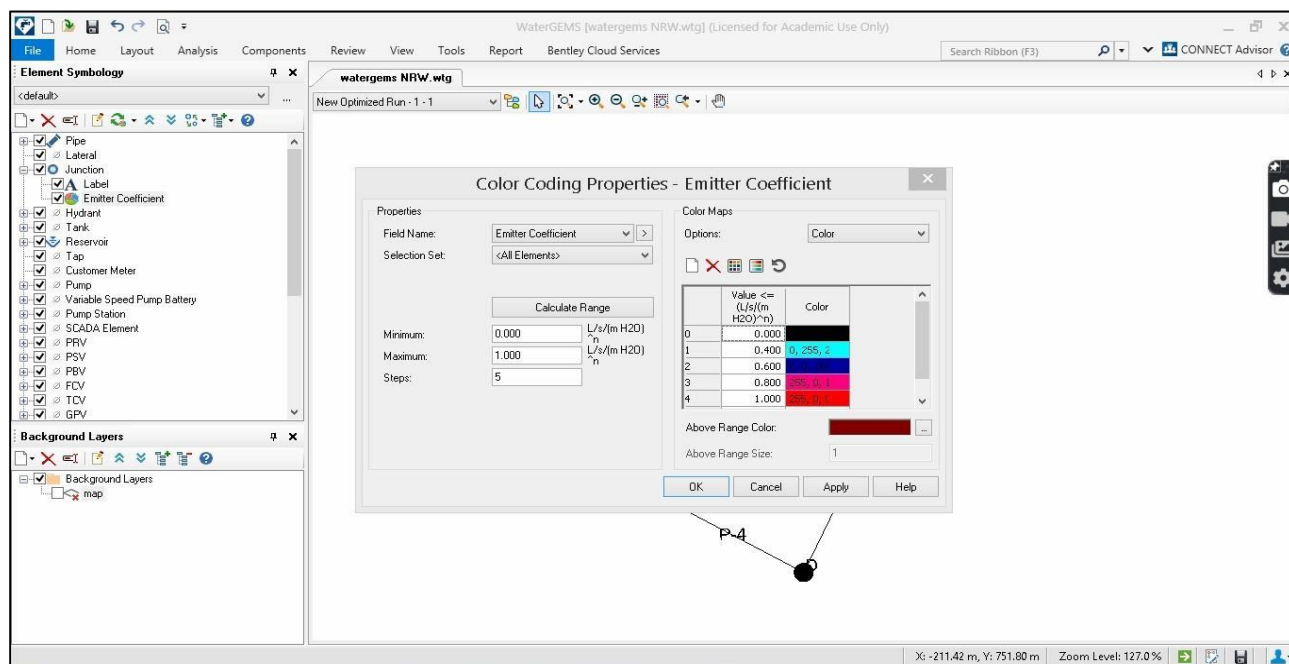 WaterGEMS [watergems NRW.wtg] (Licensed for Academic Use Only)
File Home Layout Analysis Components Review View Tools Report Bentley Cloud Services
Search Ribbon (F3)
CONNECT Advisor
Element Symbology
<default>
...
Pipe
Lateral
Junction
Label
Emitter Coefficient
Hydrant
Tank
Reservoir
Tap
Customer Meter
Pump
Variable Speed Pump Battery
Pump Station
SCADA Element
PRV
PSV
PBV
FCV
TCV
GPV
Background Layers
Background Layers
map
watergems NRW.wtg
New Optimized Run - 1 - 1
Color Coding Properties - Emitter Coefficient
Properties
Field Name: Emitter Coefficient >
Selection Set: <All Elements>
Calculate Range
Minimum: 0.000 L/s/(m H2O)^n
Maximum: 1.000 L/s/(m H2O)^n
Steps: 5
Color Maps
Options: Color
Value <= (L/s/(m H2O)^n) Color
0 0.000
1 0.400 0, 255, 2
2 0.600
3 0.800 255, 0, 1
4 1.000 255, 0, 0
Above Range Color: ...
Above Range Size: 1
OK Cancel Apply Help
P-4
D
X: -211.42 m, Y: 751.80 m Zoom Level: 127.0 %